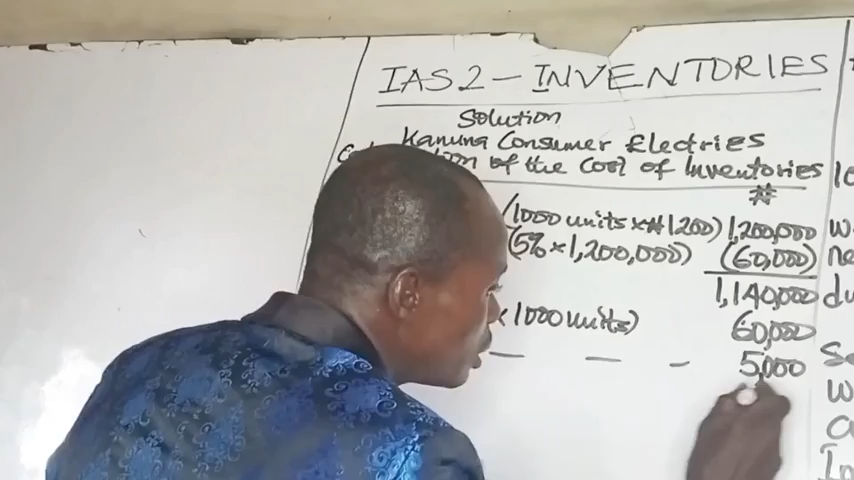 IAS 2 - INVENTORIES
Solution
Kanuna Consumer Electries
of the Cost of Inventories
₦
(1000 units × ₦1200) 1,200,000
(5% × 1,200,000) (60,000)
1,140,000
× 1000 units) 60,000
5,000